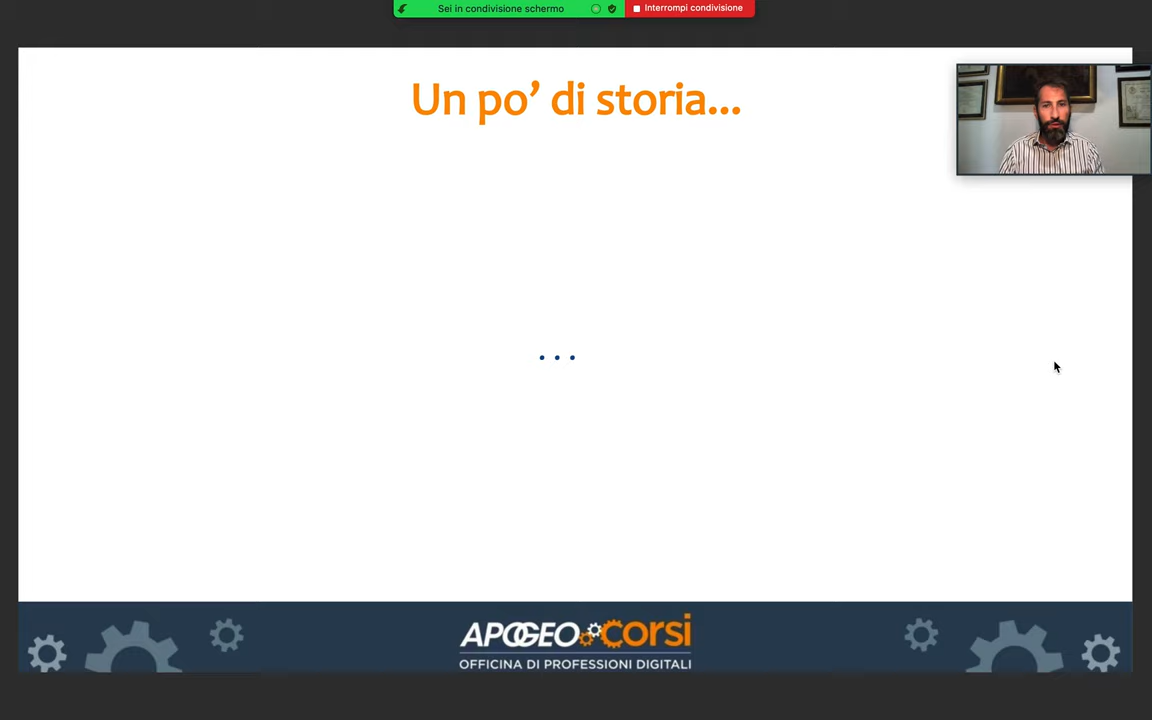 Sei in condivisione schermo
Interrompi condivisione
Un po’ di storia...
...
APOGEO corsi
OFFICINA DI PROFESSIONI DIGITALI